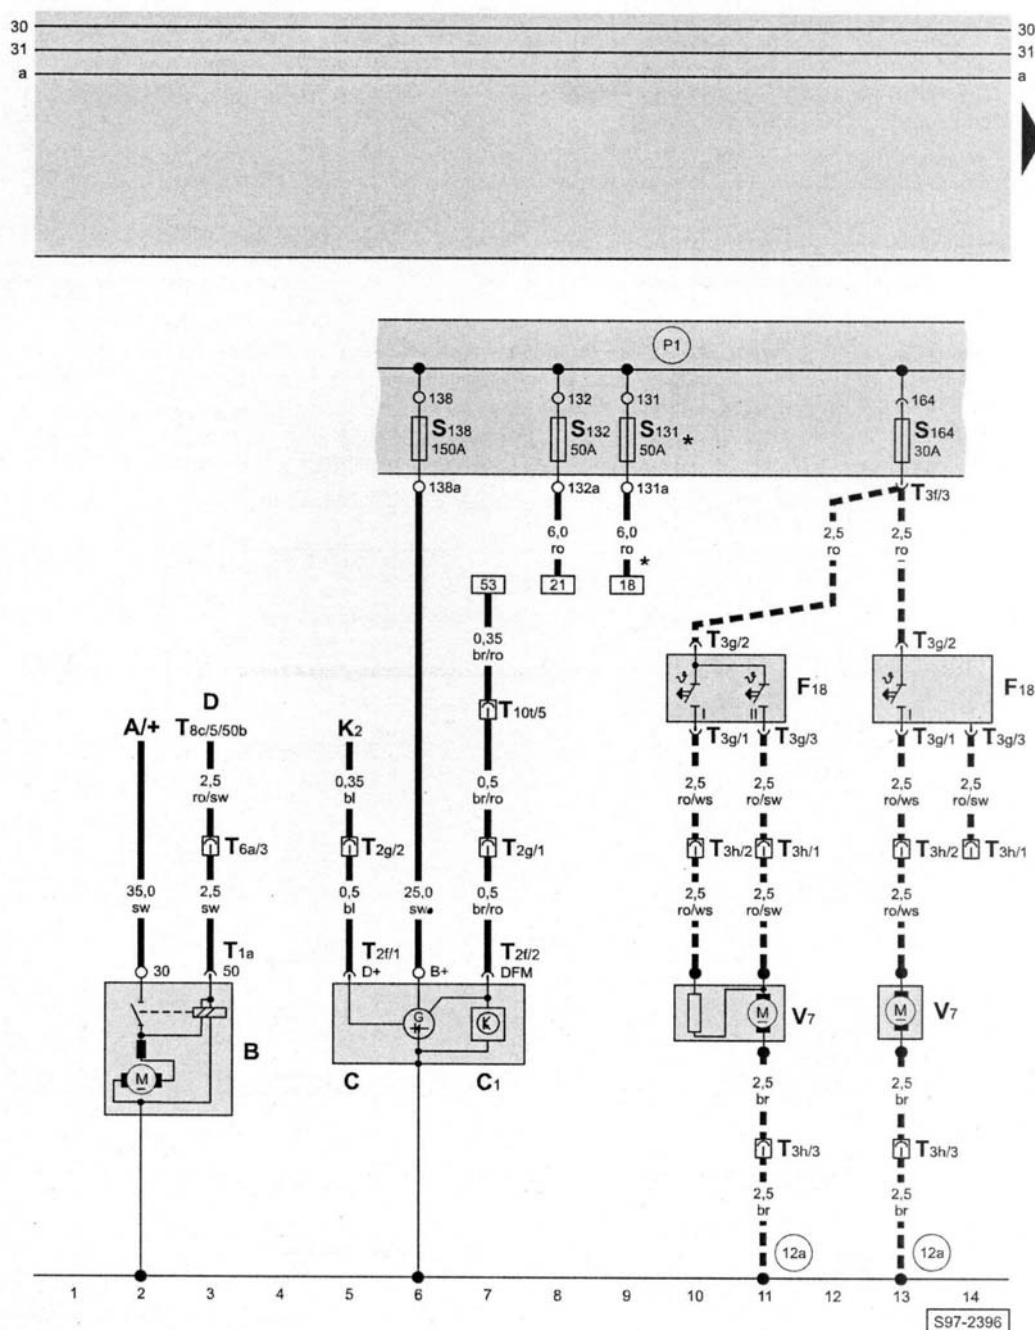 30 30
31 31
a a
P1
138 132 131 164
S138 S132 S131 * S164
150A 50A 50A 30A
138a 132a 131a T3f/3
6,0 6,0 2,5 2,5
ro ro * ro ro
53 21 18
0,35
br/ro
T3g/2 T3g/2
F18 F18
I II I
D
A/+ T8c/5/50b K2 T10t/5 T3g/1 T3g/3 T3g/1 T3g/3
2,5 0,35 0,5 2,5 2,5 2,5 2,5
ro/sw bl br/ro ro/ws ro/sw ro/ws ro/sw
T6a/3 T2g/2 T2g/1 T3h/2 T3h/1 T3h/2 T3h/1
35,0 2,5 0,5 25,0 0,5 2,5 2,5 2,5
sw sw bl sw br/ro ro/ws ro/sw ro/ws
T1a T2f/1 T2f/2
30 50 D+ B+ DFM
G K M V7 M V7
B
M C C1
2,5 2,5
br br
T3h/3 T3h/3
2,5 2,5
br br
12a 12a
1 2 3 4 5 6 7 8 9 10 11 12 13 14
S97-2396